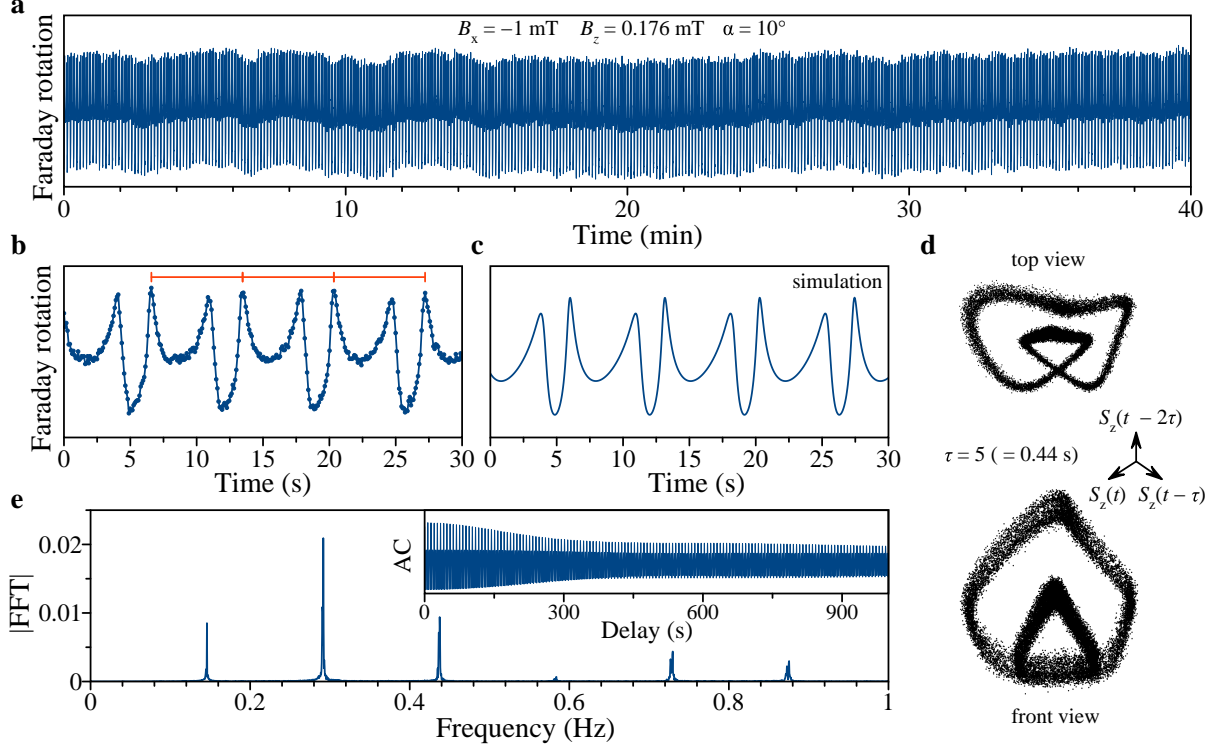 a
B_x = −1 mT B_z = 0.176 mT α = 10°
Faraday rotation
0 10 20 30 40
Time (min)
b
Faraday rotation
0 5 10 15 20 25 30
Time (s)
c
simulation
0 5 10 15 20 25 30
Time (s)
d
top view
S_z(t − 2τ)
τ = 5 ( = 0.44 s)
S_z(t) S_z(t − τ)
front view
e
|FFT|
0.02
0.01
0
0 0.2 0.4 0.6 0.8 1
Frequency (Hz)
AC
0 300 600 900
Delay (s)